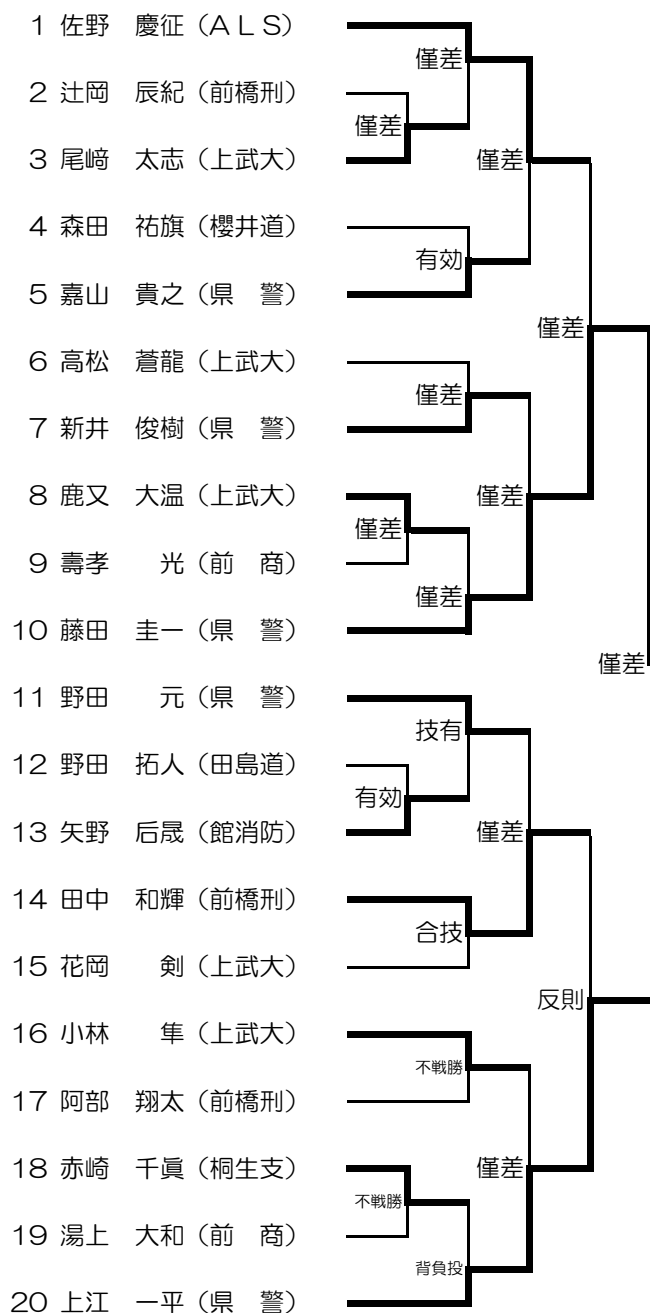 1 佐野　慶征（ＡＬＳ）
僅差
2 辻岡　辰紀（前橋刑）
僅差
3 尾﨑　太志（上武大）
僅差
4 森田　祐旗（櫻井道）
有効
5 嘉山　貴之（県　警）
僅差
6 高松　蒼龍（上武大）
僅差
7 新井　俊樹（県　警）
8 鹿又　大温（上武大）
僅差
僅差
9 壽孝　　光（前　商）
僅差
10 藤田　圭一（県　警）
僅差
11 野田　　元（県　警）
技有
12 野田　拓人（田島道）
有効
13 矢野　后晟（館消防）
僅差
14 田中　和輝（前橋刑）
合技
15 花岡　　剣（上武大）
反則
16 小林　　隼（上武大）
不戦勝
17 阿部　翔太（前橋刑）
18 赤崎　千眞（桐生支）
僅差
不戦勝
19 湯上　大和（前　商）
背負投
20 上江　一平（県　警）